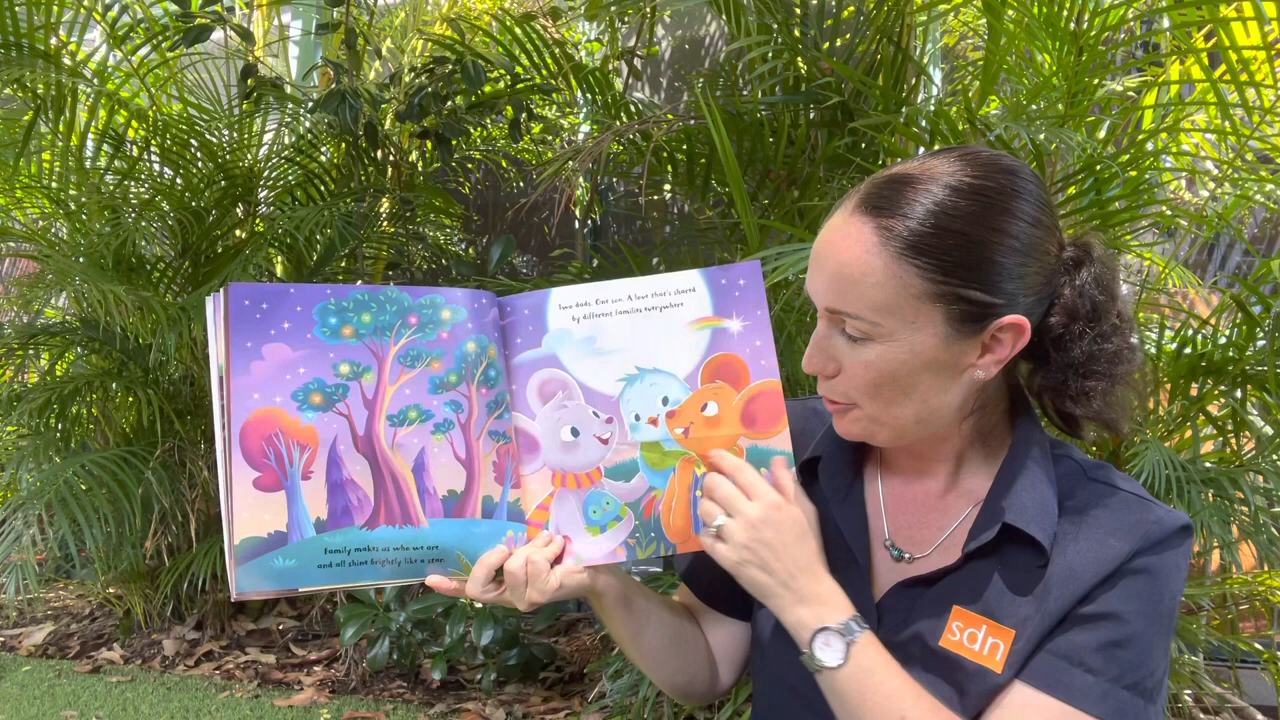 Family makes us who we are
and all shine brightly like a star.
Two dads. One son. A love that's shared
by different families everywhere.
sdn